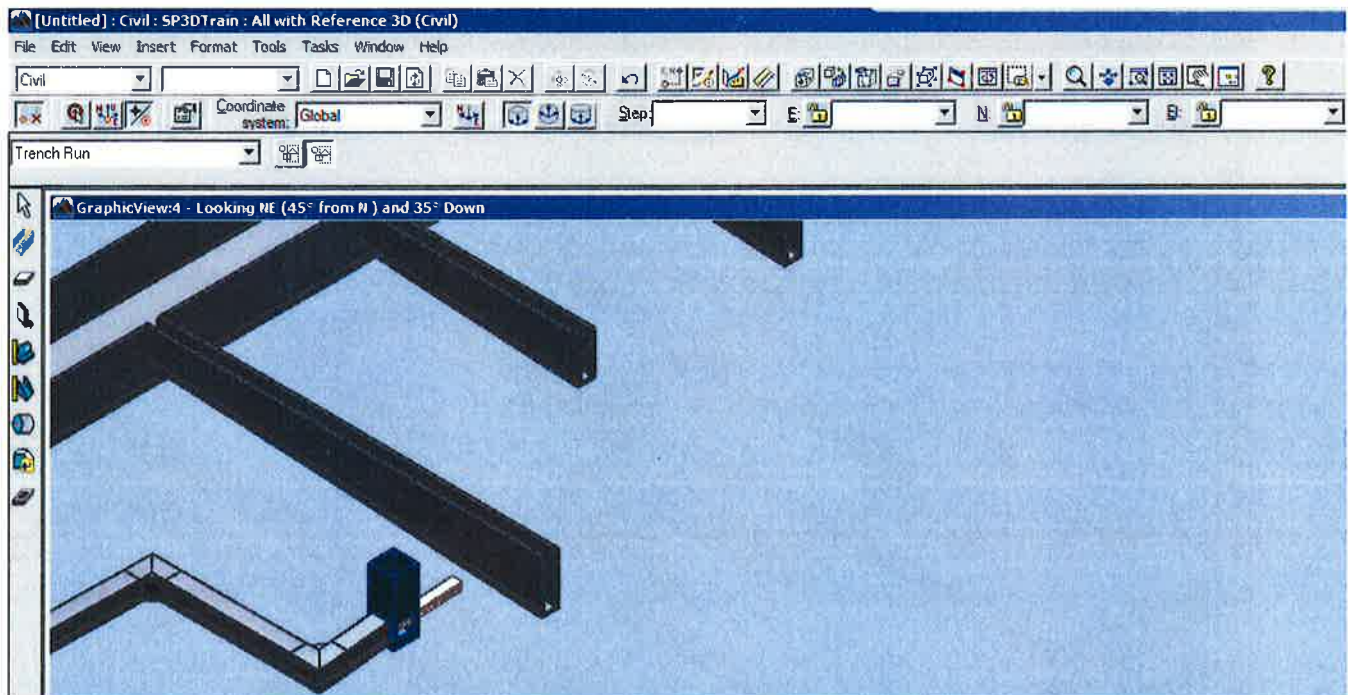 [Untitled] : Civil : SP3DTrain : All with Reference 3D (Civil)
File Edit View Insert Format Tools Tasks Window Help
Civil
Coordinate system: Global Step: E: N: El:
Trench Run
GraphicView:4 - Looking NE (45° from N ) and 35° Down